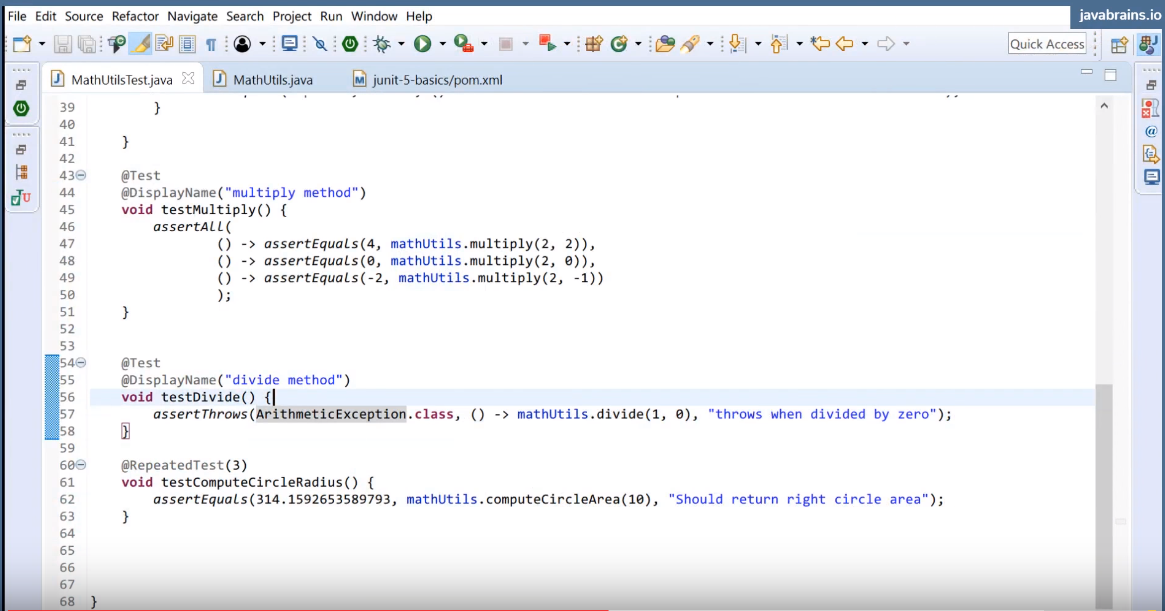 File Edit Source Refactor Navigate Search Project Run Window Help
javabrains.io
Quick Access
MathUtilsTest.java MathUtils.java junit-5-basics/pom.xml
39 }
40
41 }
42
43 @Test
44 @DisplayName("multiply method")
45 void testMultiply() {
46 assertAll(
47 () -> assertEquals(4, mathUtils.multiply(2, 2)),
48 () -> assertEquals(0, mathUtils.multiply(2, 0)),
49 () -> assertEquals(-2, mathUtils.multiply(2, -1))
50 );
51 }
52
53
54 @Test
55 @DisplayName("divide method")
56 void testDivide() {
57 assertThrows(ArithmeticException.class, () -> mathUtils.divide(1, 0), "throws when divided by zero");
58 }
59
60 @RepeatedTest(3)
61 void testComputeCircleRadius() {
62 assertEquals(314.1592653589793, mathUtils.computeCircleArea(10), "Should return right circle area");
63 }
64
65
66
67
68 }